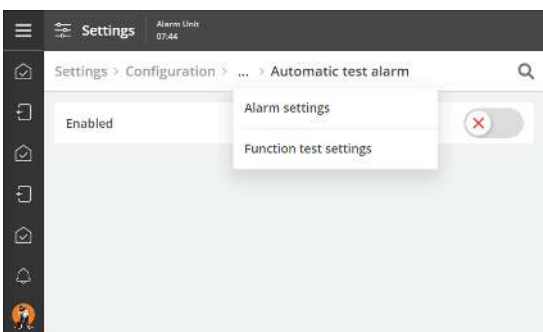 Settings
Alarm Unit
07:44
Settings > Configuration > ... > Automatic test alarm
Alarm settings
Enabled
Function test settings